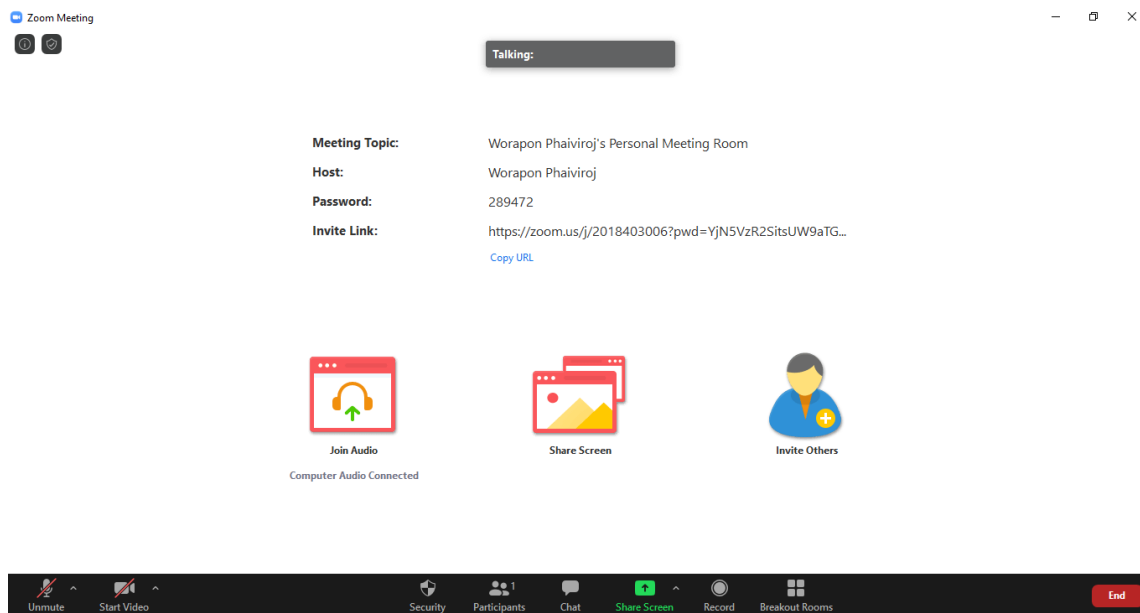 Zoom Meeting
Talking:
Meeting Topic: Worapon Phaiviroj's Personal Meeting Room
Host: Worapon Phaiviroj
Password: 289472
Invite Link: https://zoom.us/j/2018403006?pwd=YjN5VzR2SitsUW9aTG...
Copy URL
Join Audio Share Screen Invite Others
Computer Audio Connected
1
Unmute Start Video Security Participants Chat Share Screen Record Breakout Rooms End